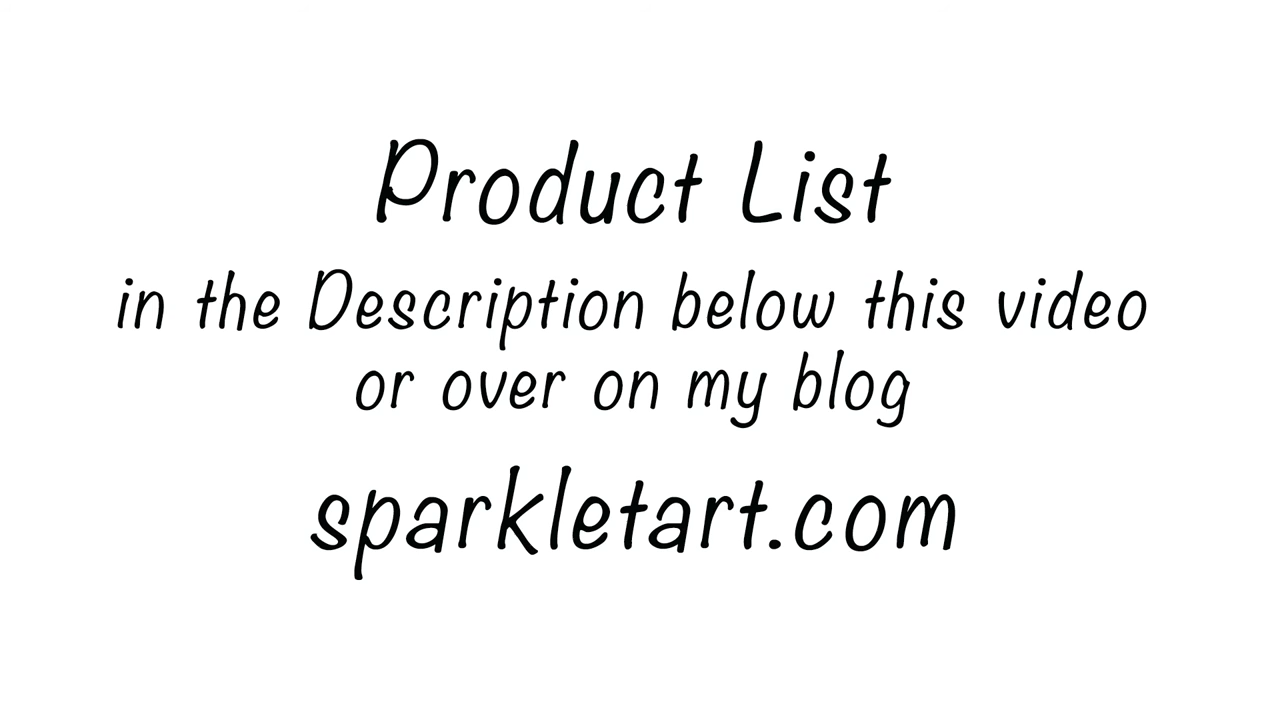 Product List
in the Description below this video
or over on my blog
sparkletart.com